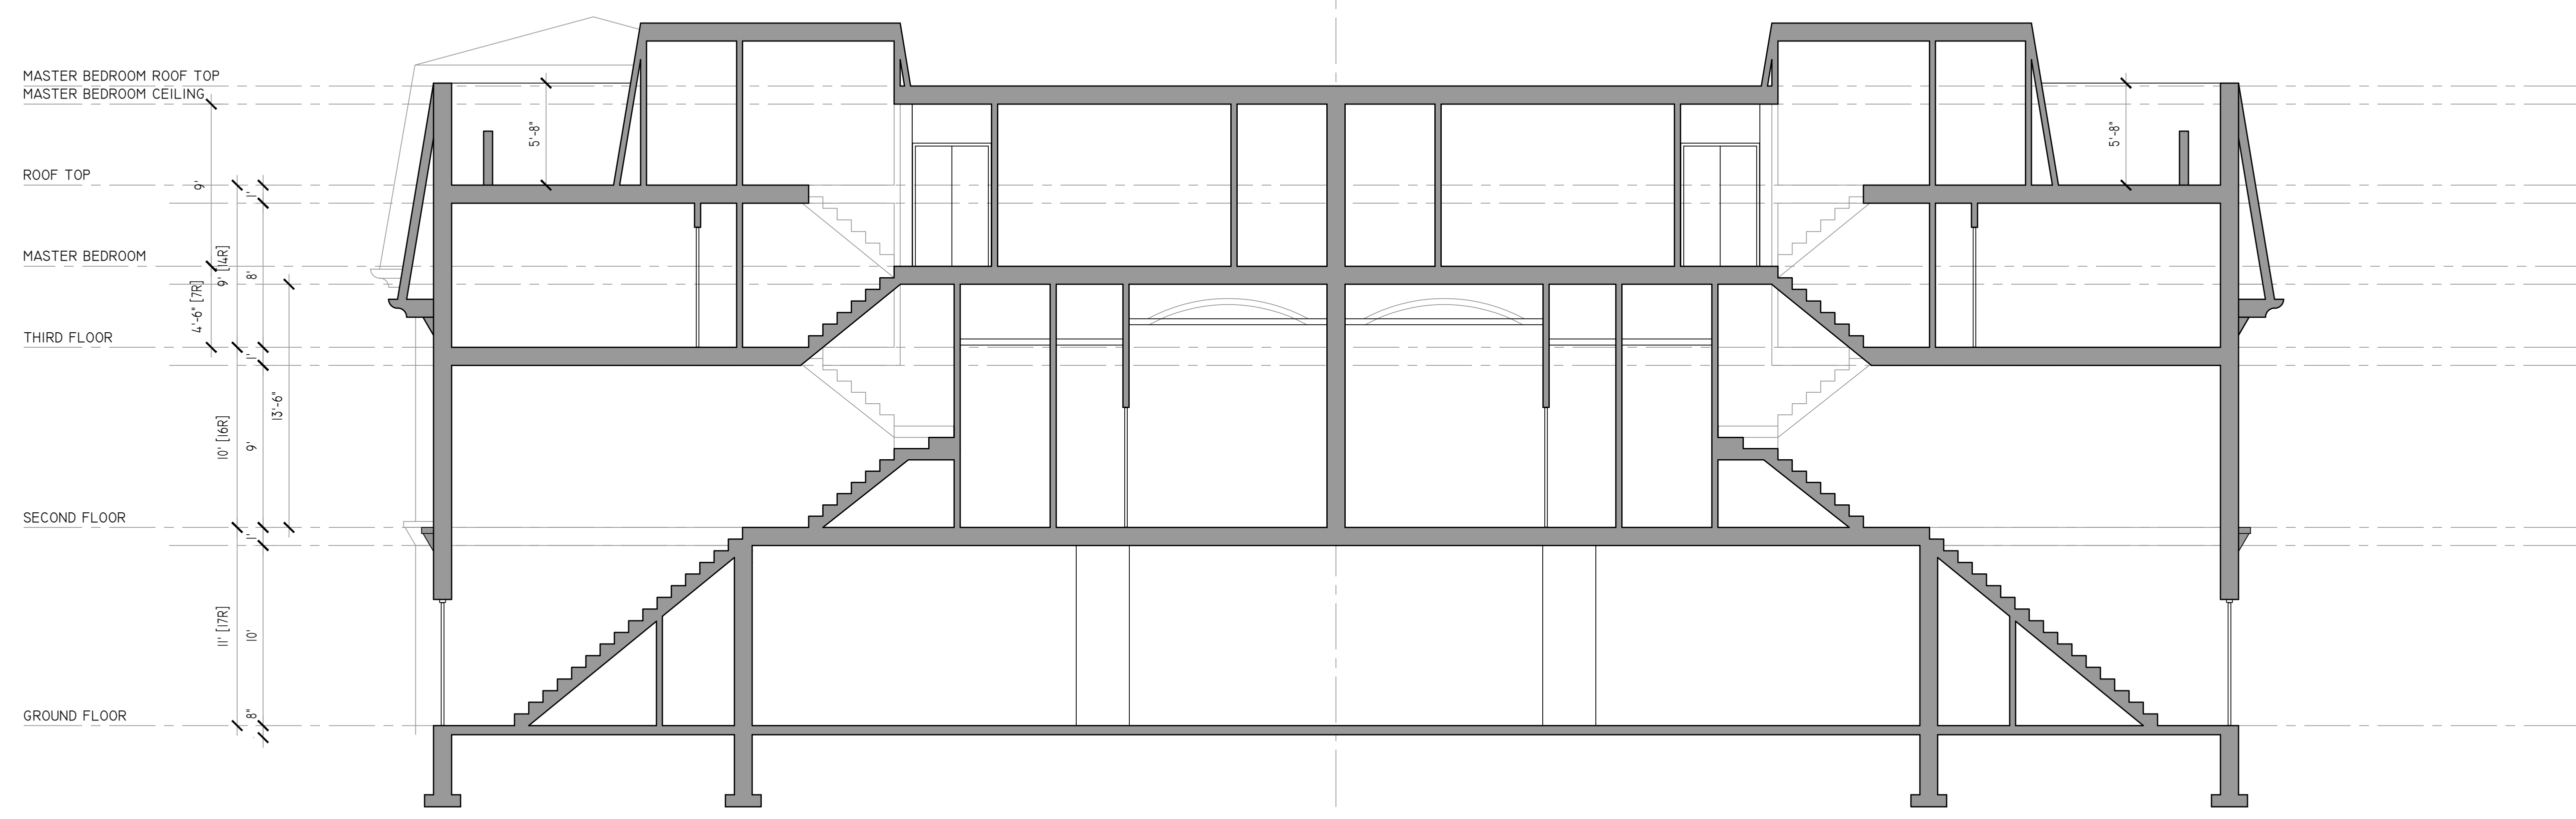 MASTER BEDROOM ROOF TOP
MASTER BEDROOM CEILING
5'-8"
5'-8"
ROOF TOP
9'
1'
MASTER BEDROOM
9' [14R]
8'
4'-6" [7R]
THIRD FLOOR
1'
13'-6"
10' [16R]
9'
SECOND FLOOR
1'
11' [17R]
10'
GROUND FLOOR
8"